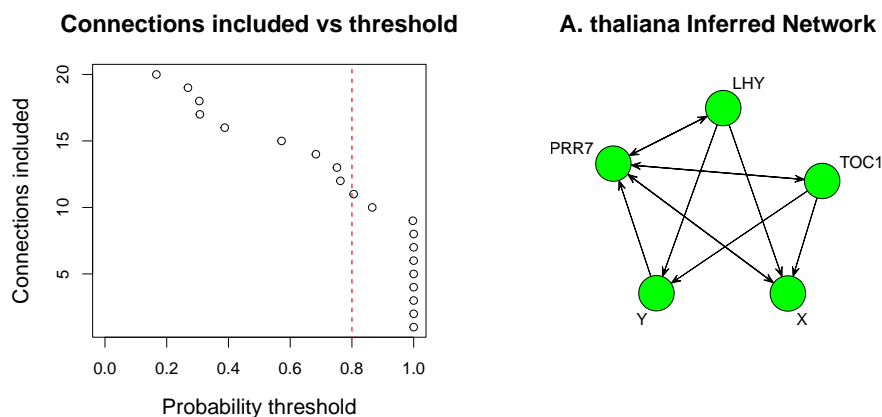 Connections included vs threshold
Connections included
20
15
10
5
0.0 0.2 0.4 0.6 0.8 1.0
Probability threshold
A. thaliana Inferred Network
LHY
PRR7
TOC1
Y
X